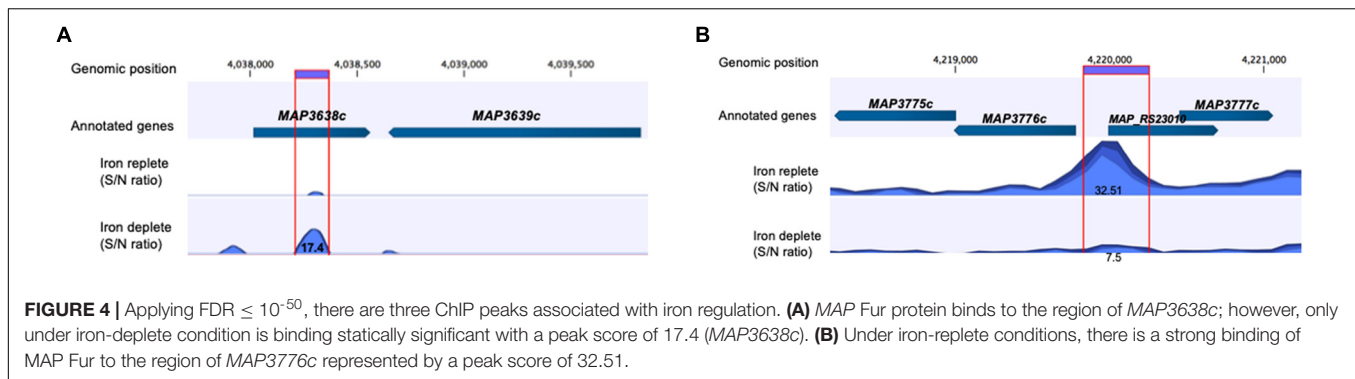 A
Genomic position
4,038,000 4,038,500 4,039,000 4,039,500
MAP3638c MAP3639c
Annotated genes
Iron replete
(S/N ratio)
Iron deplete
(S/N ratio)
17.4
B
Genomic position
4,219,000 4,220,000 4,221,000
MAP3775c MAP3777c
Annotated genes
MAP3776c MAP_RS23010
Iron replete
(S/N ratio)
32.51
Iron deplete
(S/N ratio)
7.5
FIGURE 4 | Applying FDR ≤ 10-50, there are three ChIP peaks associated with iron regulation. (A) MAP Fur protein binds to the region of MAP3638c; however, only
under iron-deplete condition is binding statically significant with a peak score of 17.4 (MAP3638c). (B) Under iron-replete conditions, there is a strong binding of
MAP Fur to the region of MAP3776c represented by a peak score of 32.51.